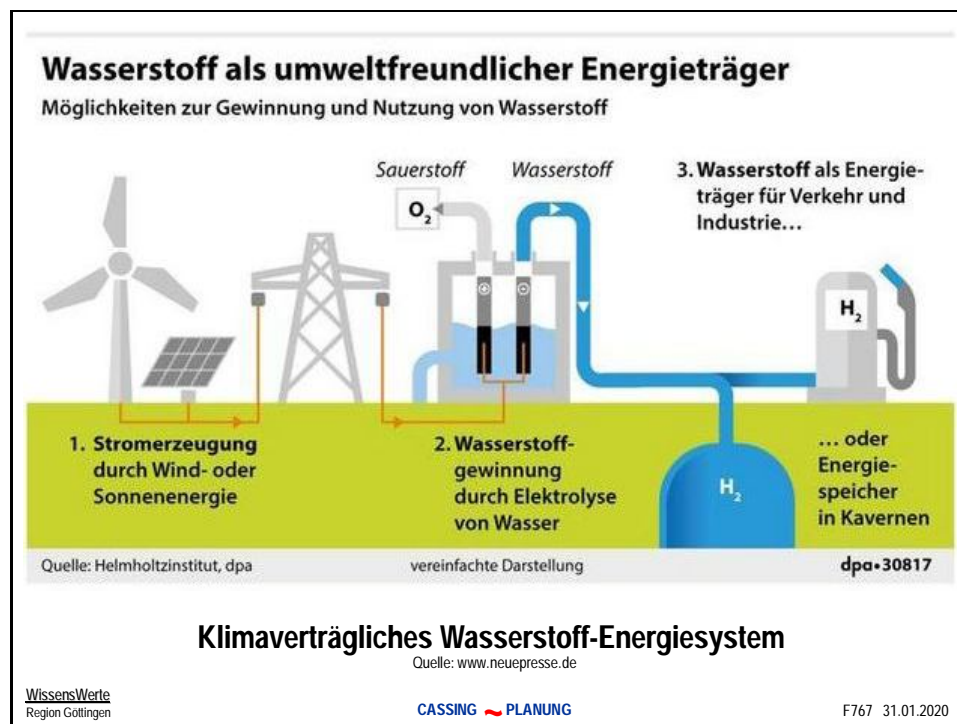 Wasserstoff als umweltfreundlicher Energieträger
Möglichkeiten zur Gewinnung und Nutzung von Wasserstoff
Sauerstoff
Wasserstoff
3. Wasserstoff als Energie-
träger für Verkehr und
Industrie...
O₂
+
−
H₂
1. Stromerzeugung
durch Wind- oder
Sonnenenergie
2. Wasserstoff-
gewinnung
durch Elektrolyse
von Wasser
H₂
... oder
Energie-
speicher
in Kavernen
Quelle: Helmholtzinstitut, dpa
vereinfachte Darstellung
dpa•30817
Klimaverträgliches Wasserstoff-Energiesystem
Quelle: www.neuepresse.de
WissensWerte
Region Göttingen
CASSING ~ PLANUNG
F767 31.01.2020